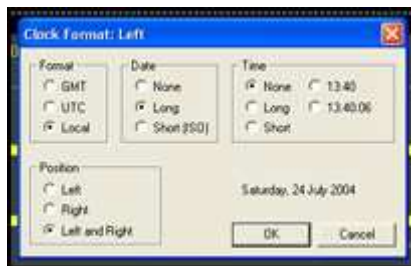 Clock Format: Left
Format
GMT
UTC
Local
Date
None
Long
Short (ISO)
Time
None
13:40
Long
13:40:06
Short
Position
Left
Right
Left and Right
Saturday, 24 July 2004
OK
Cancel